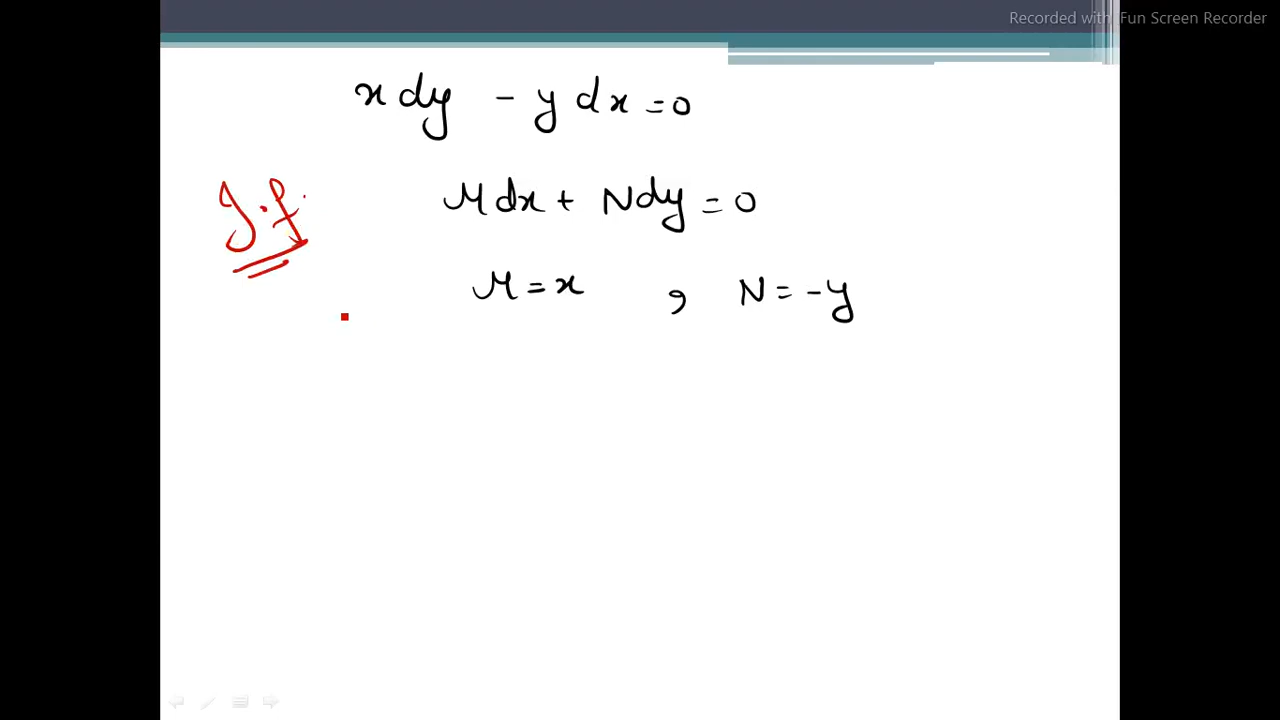 Recorded with Fun Screen Recorder
x dy - y dx = 0
I.f.
M dx + N dy = 0
M = x , N = -y